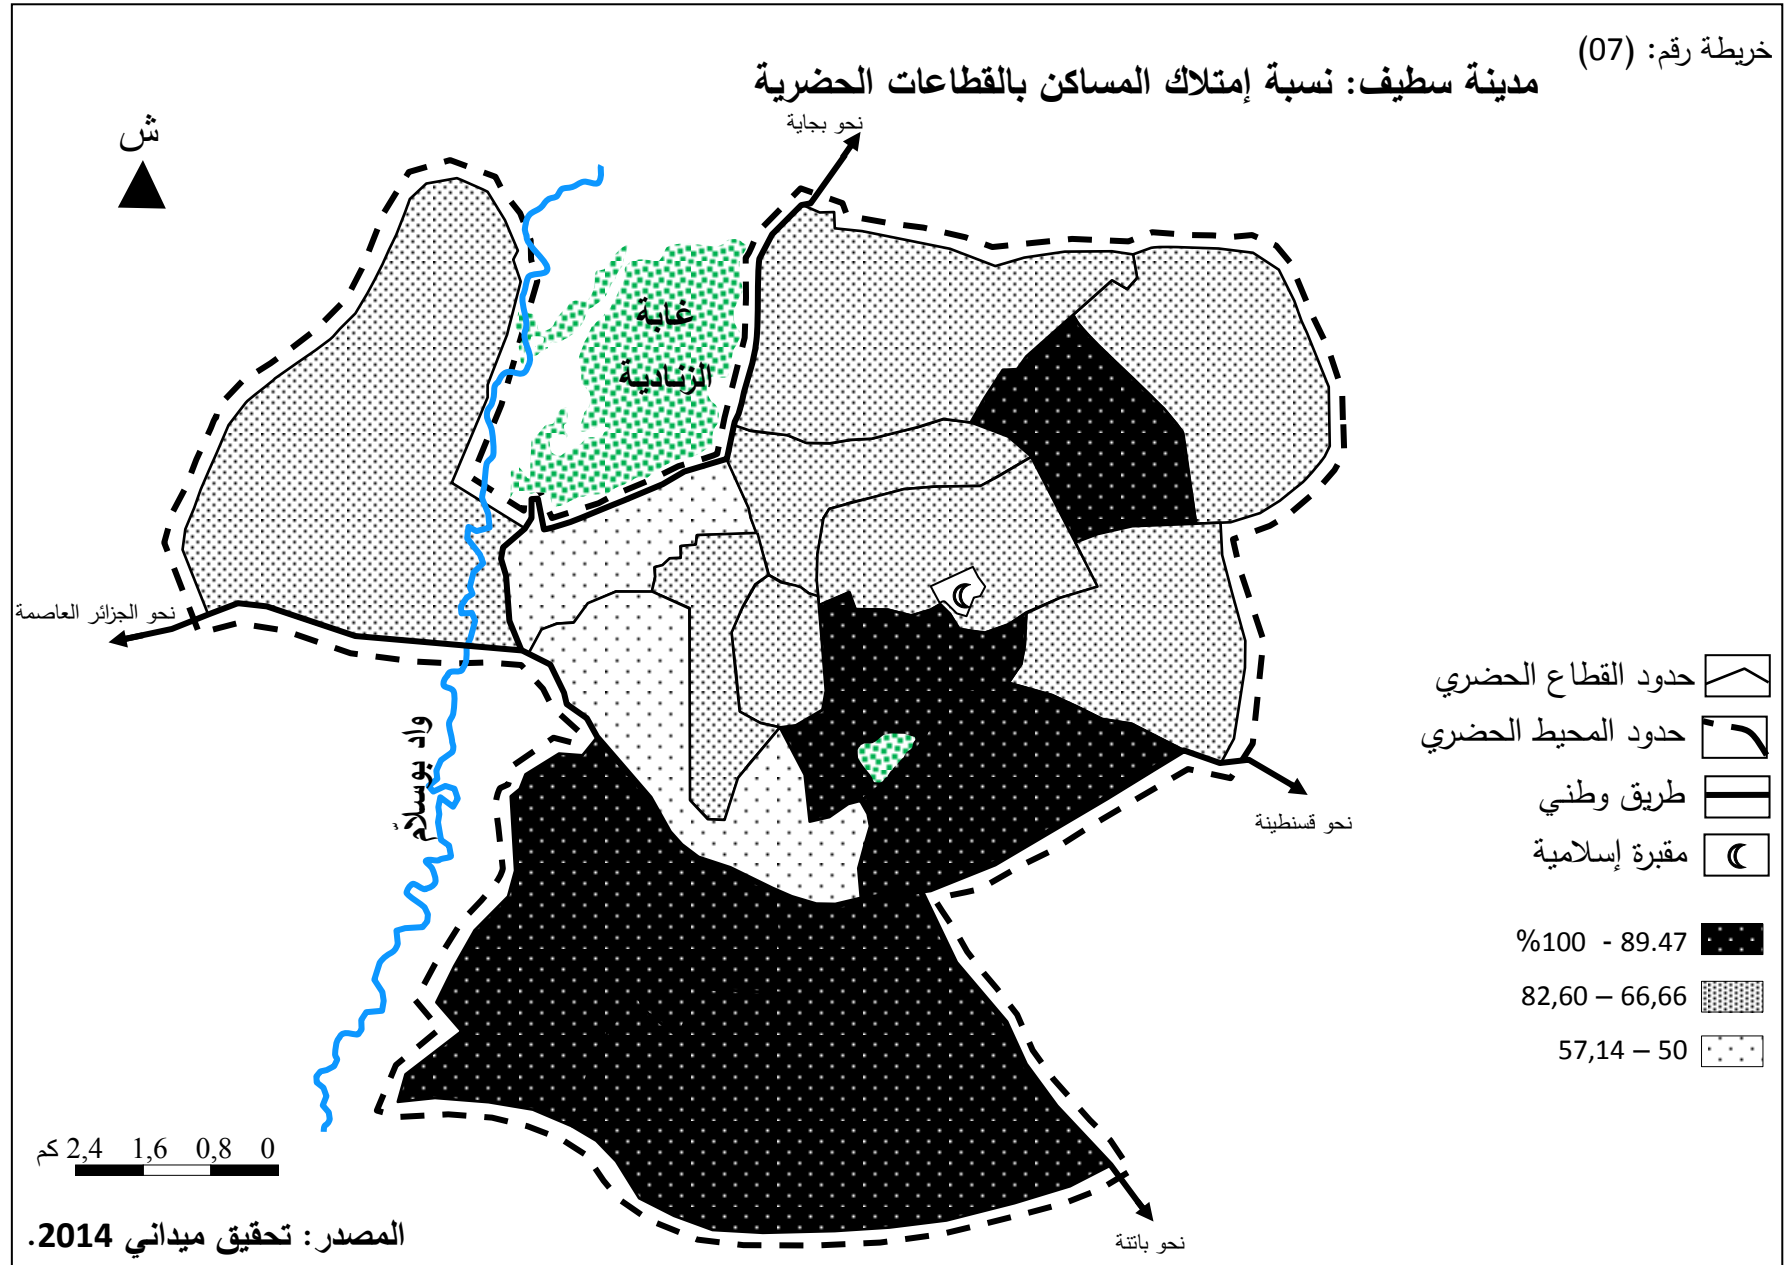 خريطة رقم: (07)
مدينة سطيف: نسبة إمتلاك المساكن بالقطاعات الحضرية
نحو بجاية
ش
غابة
الزنادية
نحو الجزائر العاصمة
واد بوسلام
حدود القطاع الحضري
حدود المحيط الحضري
طريق وطني
مقبرة إسلامية
نحو قسنطينة
%100 - 89.47
82,60 – 66,66
57,14 – 50
2,4 1,6 0,8 0 كم
المصدر: تحقيق ميداني 2014.
نحو باتنة